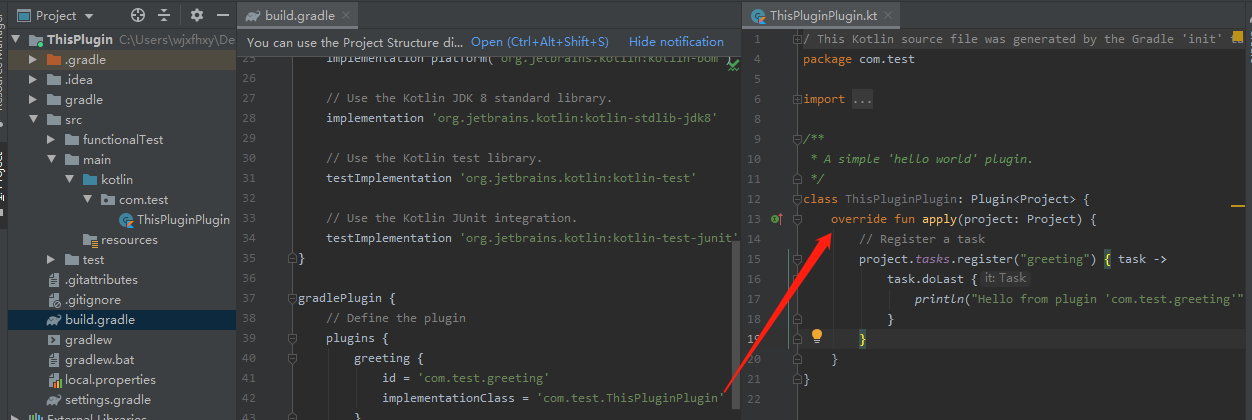 Project
ThisPlugin C:\Users\wjxfhxy\De
.gradle
.idea
gradle
src
functionalTest
main
kotlin
com.test
ThisPluginPlugin
resources
test
.gitattributes
.gitignore
build.gradle
gradlew
gradlew.bat
local.properties
settings.gradle
External Libraries
build.gradle
You can use the Project Structure di... Open (Ctrl+Alt+Shift+S) Hide notification
25 implementation platform('org.jetbrains.kotlin:kotlin-bom')
26
27 // Use the Kotlin JDK 8 standard library.
28 implementation 'org.jetbrains.kotlin:kotlin-stdlib-jdk8'
29
30 // Use the Kotlin test library.
31 testImplementation 'org.jetbrains.kotlin:kotlin-test'
32
33 // Use the Kotlin JUnit integration.
34 testImplementation 'org.jetbrains.kotlin:kotlin-test-junit'
35 }
36
37 gradlePlugin {
38 // Define the plugin
39 plugins {
40 greeting {
41 id = 'com.test.greeting'
42 implementationClass = 'com.test.ThisPluginPlugin'
43 }
ThisPluginPlugin.kt
1 / This Kotlin source file was generated by the Gradle 'init' ta
4 package com.test
5
6 import ...
8
9 /**
10 * A simple 'hello world' plugin.
11 */
12 class ThisPluginPlugin: Plugin<Project> {
13 override fun apply(project: Project) {
14 // Register a task
15 project.tasks.register("greeting") { task ->
16 task.doLast { it: Task
17 println("Hello from plugin 'com.test.greeting'"
18 }
19 }
20 }
21 }
22